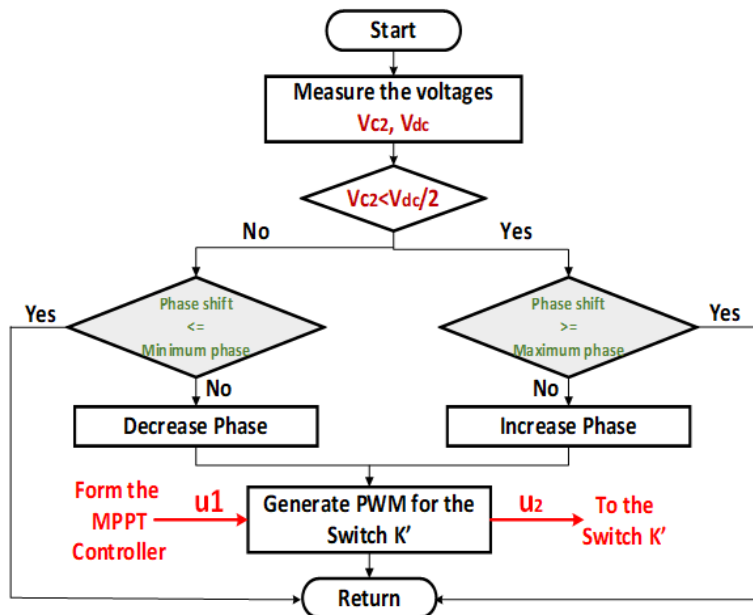 Start
Measure the voltages
Vc2, Vdc
Vc2<Vdc/2
No
Yes
Yes
Phase shift
<=
Minimum phase
Phase shift
>=
Maximum phase
Yes
No
No
Decrease Phase
Increase Phase
Form the
MPPT
Controller
u1
Generate PWM for the
Switch K’
u2
To the
Switch K’
Return